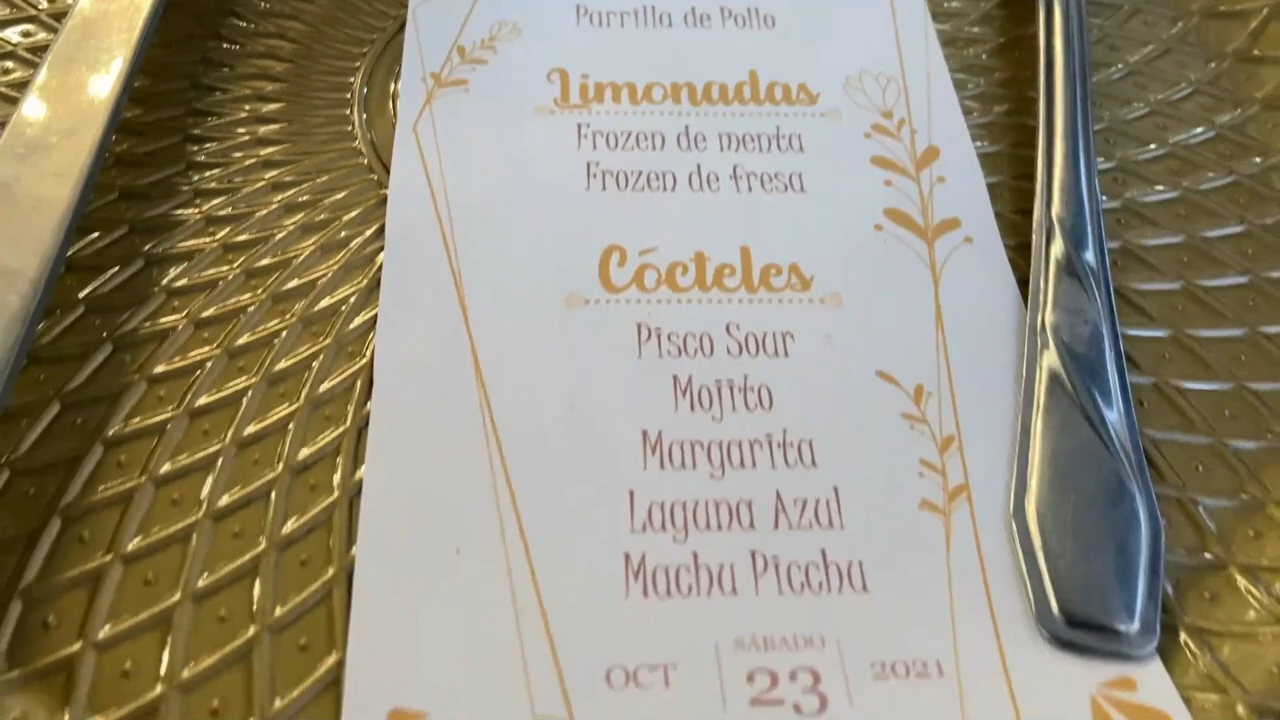 Parrilla de Pollo
Limonadas
Frozen de menta
Frozen de fresa
Cócteles
Pisco Sour
Mojito
Margarita
Laguna Azul
Machu Picchu
SÁBADO
OCT 23 2021